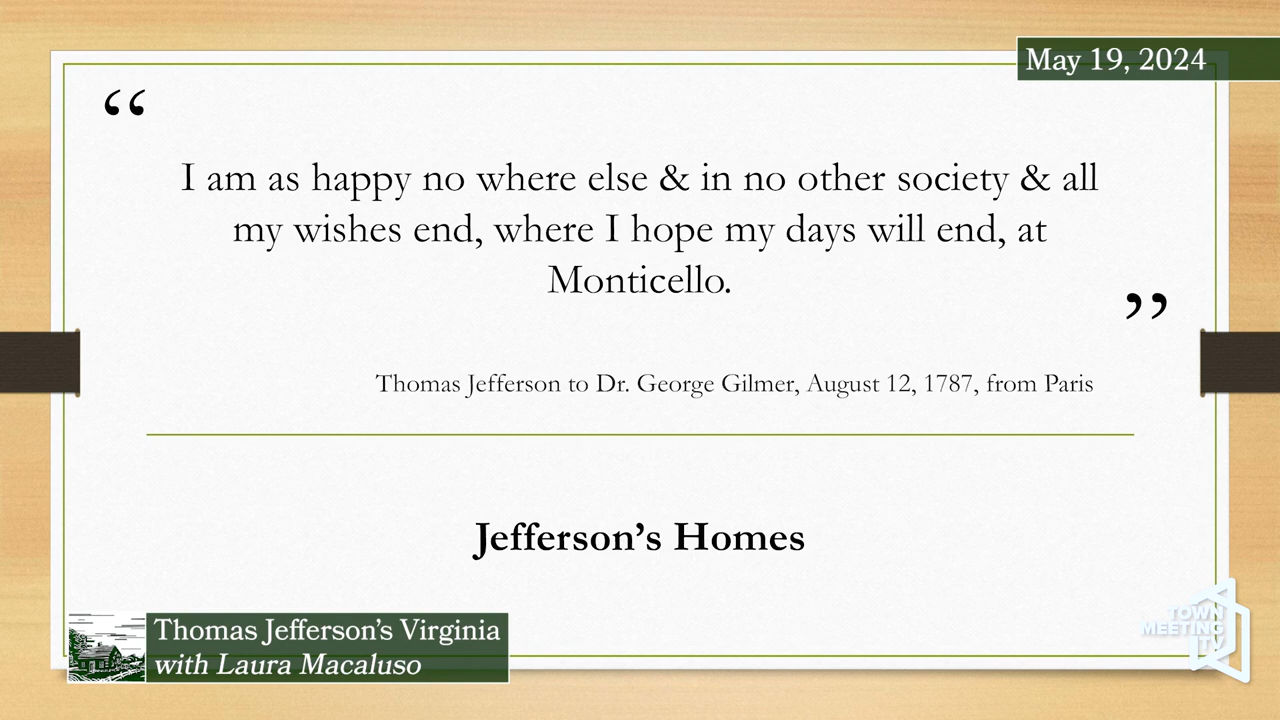 May 19, 2024
“
I am as happy no where else & in no other society & all
my wishes end, where I hope my days will end, at
Monticello.
”
Thomas Jefferson to Dr. George Gilmer, August 12, 1787, from Paris
Jefferson’s Homes
Thomas Jefferson’s Virginia
with Laura Macaluso
TOWN
MEETING
TV